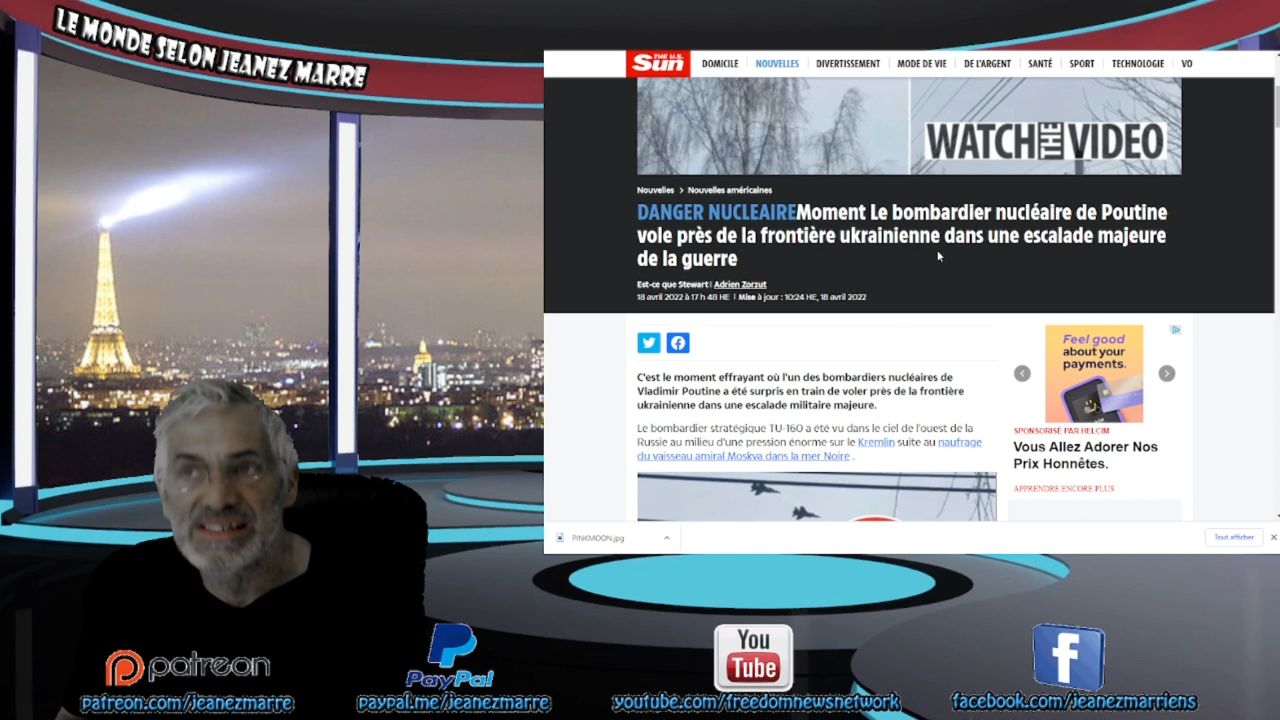 LE MONDE SELON JEANEZ MARRE
THE U.S. Sun
DOMICILE NOUVELLES DIVERTISSEMENT MODE DE VIE DE L'ARGENT SANTÉ SPORT TECHNOLOGIE VO
WATCH THE VIDEO
Nouvelles > Nouvelles américaines
DANGER NUCLEAIREMoment Le bombardier nucléaire de Poutine
vole près de la frontière ukrainienne dans une escalade majeure
de la guerre
Est-ce que Stewart | Adrien Zorzut
18 avril 2022 à 17 h 48 HE | Mise à jour : 10:24 HE, 18 avril 2022
C'est le moment effrayant où l'un des bombardiers nucléaires de
Vladimir Poutine a été surpris en train de voler près de la frontière
ukrainienne dans une escalade militaire majeure.
Le bombardier stratégique TU-160 a été vu dans le ciel de l'ouest de la
Russie au milieu d'une pression énorme sur le Kremlin suite au naufrage
du vaisseau amiral Moskva dans la mer Noire .
Feel good
about your
payments.
SPONSORISÉ PAR HELCIM
Vous Allez Adorer Nos
Prix Honnêtes.
APPRENDRE ENCORE PLUS
PINKMOON.jpg
Tout afficher
patreon
PayPal
You
Tube
patreon.com/jeanezmarre
paypal.me/jeanezmarre
youtube.com/freedomnewsnetwork
facebook.com/jeanezmarriens